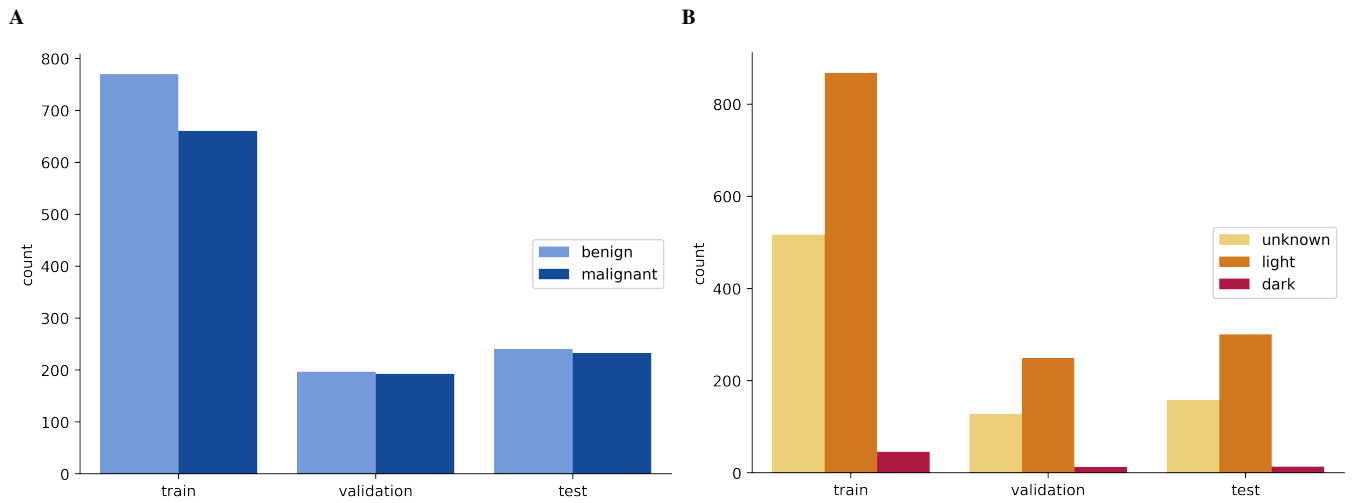 A
800
700
600
500
400
300
200
100
0
count
train validation test
benign
malignant
B
800
600
400
200
0
count
train validation test
unknown
light
dark